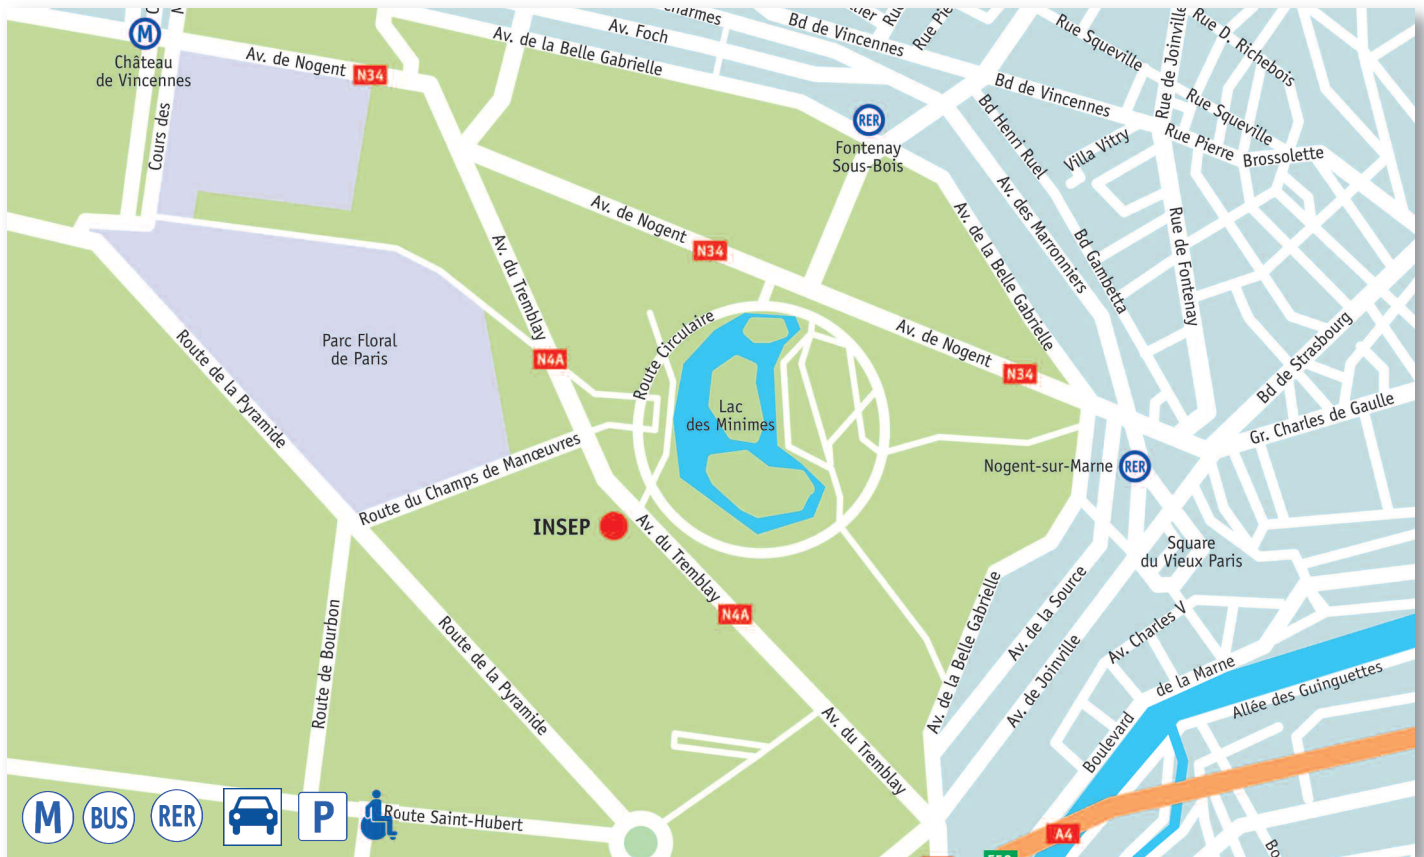 M
Château
de Vincennes
Cours des
Av. de Nogent
N34
Av. de la Belle Gabrielle
Av. Foch
Bd de Vincennes
Rue Squeville
Rue de Joinville
Rue D. Richebois
Bd de Vincennes
Rue Squeville
Rue Pierre
Brossolette
Villa Vitry
Bd Henri Ruel
RER
Fontenay
Sous-Bois
Av. des Marronniers
Bd Gambetta
Rue de Fontenay
Av. de la Belle Gabrielle
Av. de Nogent
N34
Av. du Tremblay
N4A
Route Circulaire
Av. de Nogent
N34
Parc Floral
de Paris
Route de la Pyramide
Lac
des Minimes
Bd de Strasbourg
Gr. Charles de Gaulle
Nogent-sur-Marne
RER
Route du Champs de Manœuvres
INSEP
Av. du Tremblay
N4A
Square
du Vieux Paris
Route de Bourbon
Route de la Pyramide
Av. de la Belle Gabrielle
Av. de la Source
Av. de Joinville
Av. Charles V
Boulevard
de la Marne
Allée des Guinguettes
Av. du Tremblay
A4
M
BUS
RER
P
Route Saint-Hubert